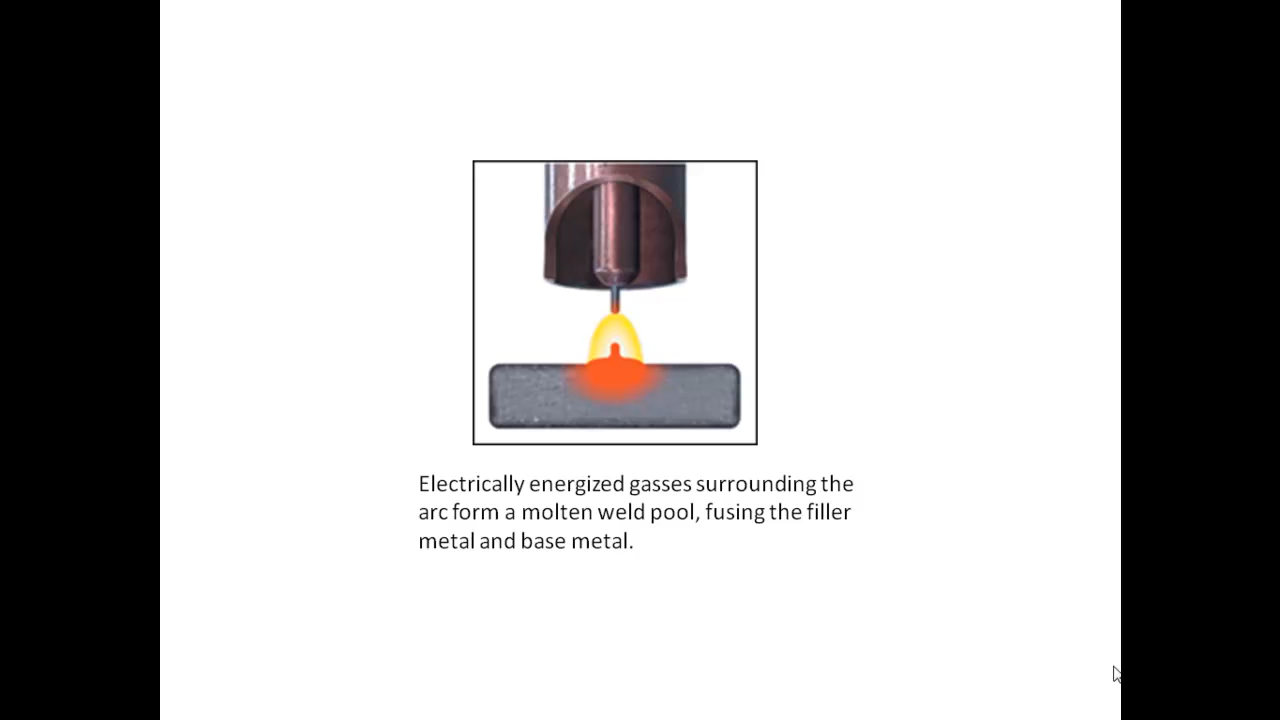 Electrically energized gasses surrounding the
arc form a molten weld pool, fusing the filler
metal and base metal.